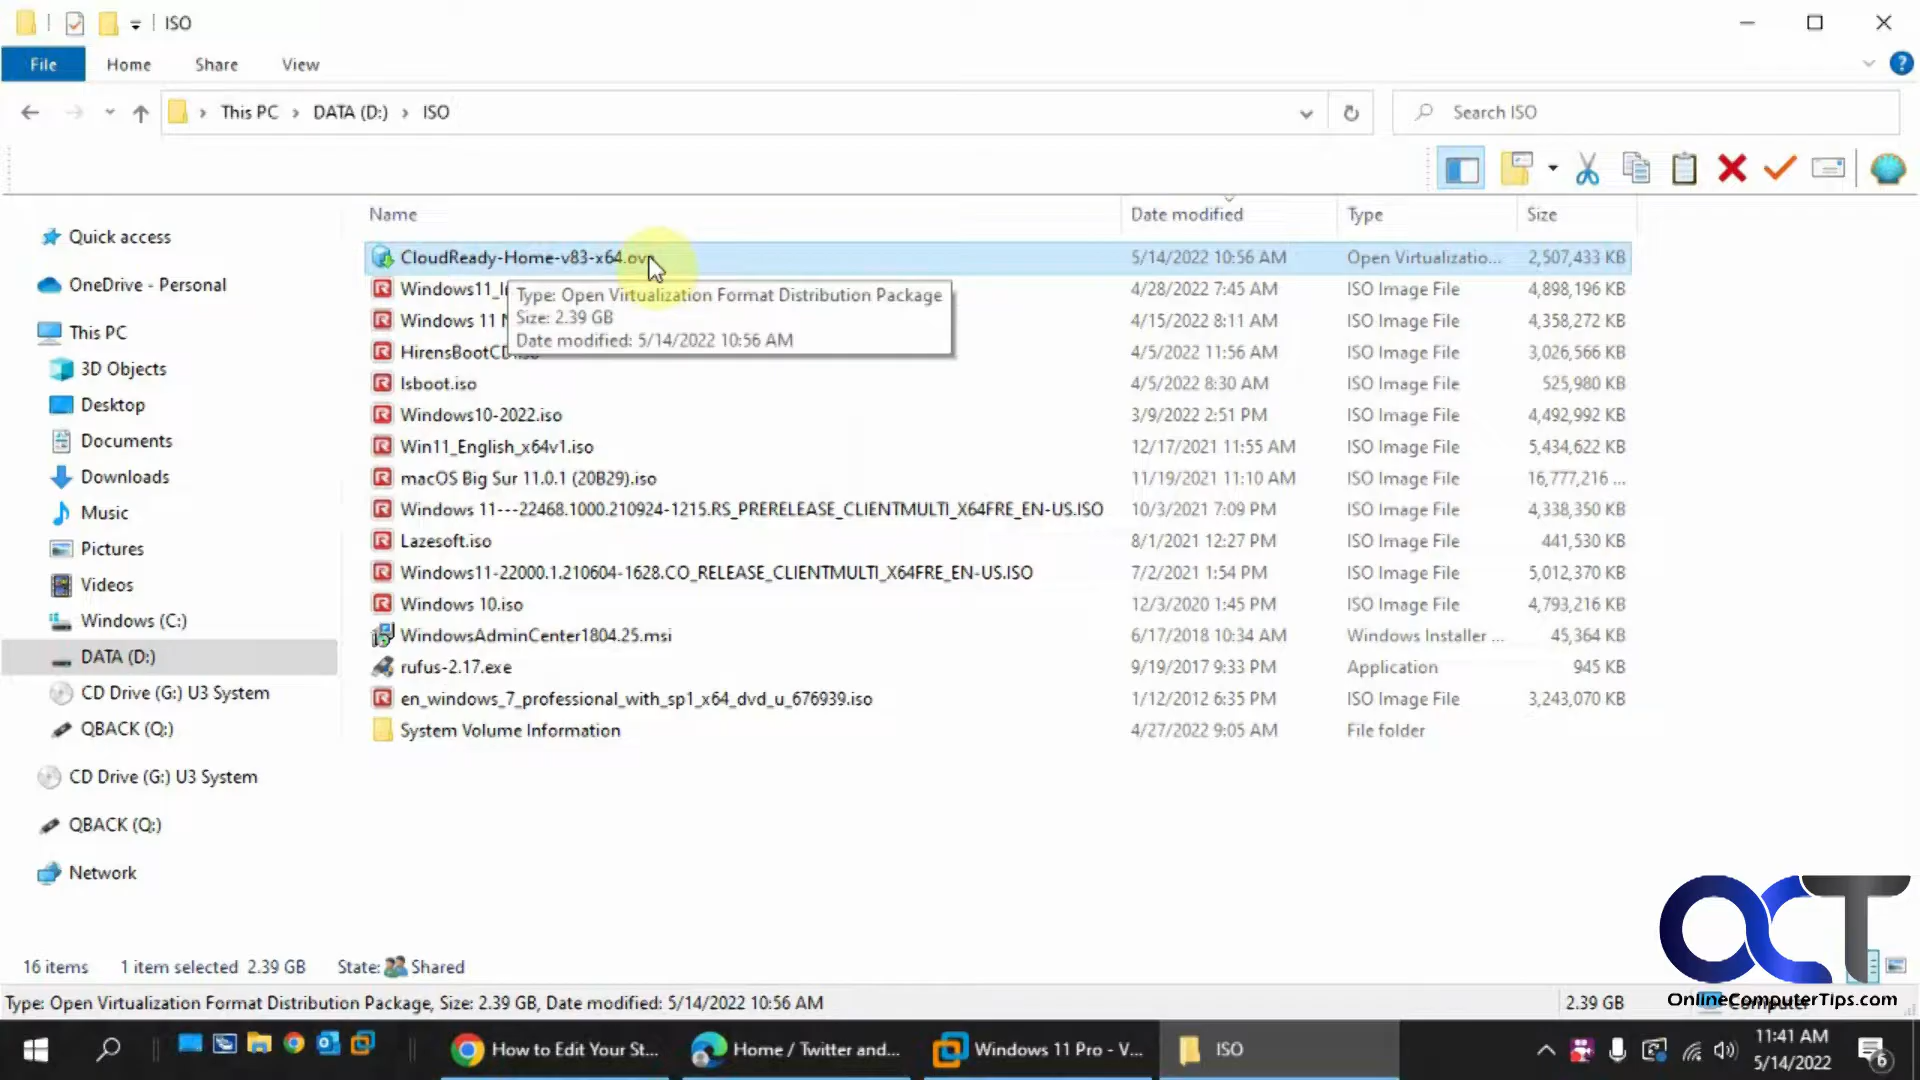 ISO
File Home Share View
This PC > DATA (D:) > ISO
Search ISO
Name Date modified Type Size
Quick access
OneDrive - Personal
This PC
3D Objects
Desktop
Documents
Downloads
Music
Pictures
Videos
Windows (C:)
DATA (D:)
CD Drive (G:) U3 System
QBACK (Q:)
CD Drive (G:) U3 System
QBACK (Q:)
Network
CloudReady-Home-v83-x64.ova 5/14/2022 10:56 AM Open Virtualizatio... 2,507,433 KB
Windows11_I 4/28/2022 7:45 AM ISO Image File 4,898,196 KB
Windows 11 4/15/2022 8:11 AM ISO Image File 4,358,272 KB
HirensBootCD.iso 4/5/2022 11:56 AM ISO Image File 3,026,566 KB
Type: Open Virtualization Format Distribution Package
Size: 2.39 GB
Date modified: 5/14/2022 10:56 AM
lsboot.iso 4/5/2022 8:30 AM ISO Image File 525,980 KB
Windows10-2022.iso 3/9/2022 2:51 PM ISO Image File 4,492,992 KB
Win11_English_x64v1.iso 12/17/2021 11:55 AM ISO Image File 5,434,622 KB
macOS Big Sur 11.0.1 (20B29).iso 11/19/2021 11:10 AM ISO Image File 16,777,216 ...
Windows 11---22468.1000.210924-1215.RS_PRERELEASE_CLIENTMULTI_X64FRE_EN-US.ISO 10/3/2021 7:09 PM ISO Image File 4,338,350 KB
Lazesoft.iso 8/1/2021 12:27 PM ISO Image File 441,530 KB
Windows11-22000.1.210604-1628.CO_RELEASE_CLIENTMULTI_X64FRE_EN-US.ISO 7/2/2021 1:54 PM ISO Image File 5,012,370 KB
Windows 10.iso 12/3/2020 1:45 PM ISO Image File 4,793,216 KB
WindowsAdminCenter1804.25.msi 6/17/2018 10:34 AM Windows Installer ... 45,364 KB
rufus-2.17.exe 9/19/2017 9:33 PM Application 945 KB
en_windows_7_professional_with_sp1_x64_dvd_u_676939.iso 1/12/2012 6:35 PM ISO Image File 3,243,070 KB
System Volume Information 4/27/2022 9:05 AM File folder
16 items 1 item selected 2.39 GB State: Shared
Type: Open Virtualization Format Distribution Package, Size: 2.39 GB, Date modified: 5/14/2022 10:56 AM 2.39 GB Computer
OCT
OnlineComputerTips.com
How to Edit Your St... Home / Twitter and... Windows 11 Pro - V... ISO
11:41 AM
5/14/2022
6